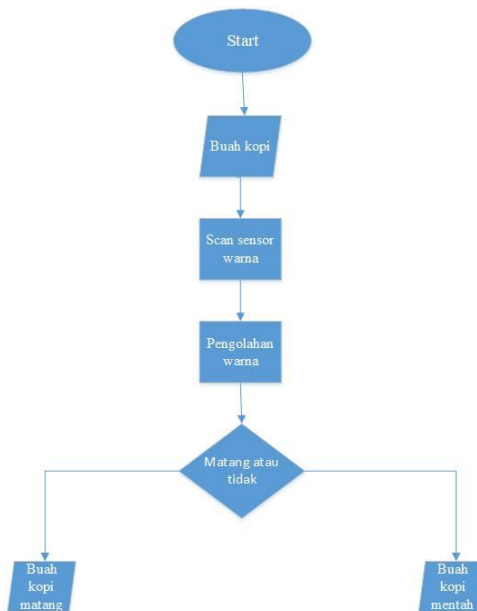 Start
Buah kopi
Scan sensor
warna
Pengolahan
warna
Matang atau
tidak
Buah
kopi
matang
Buah
kopi
mentah